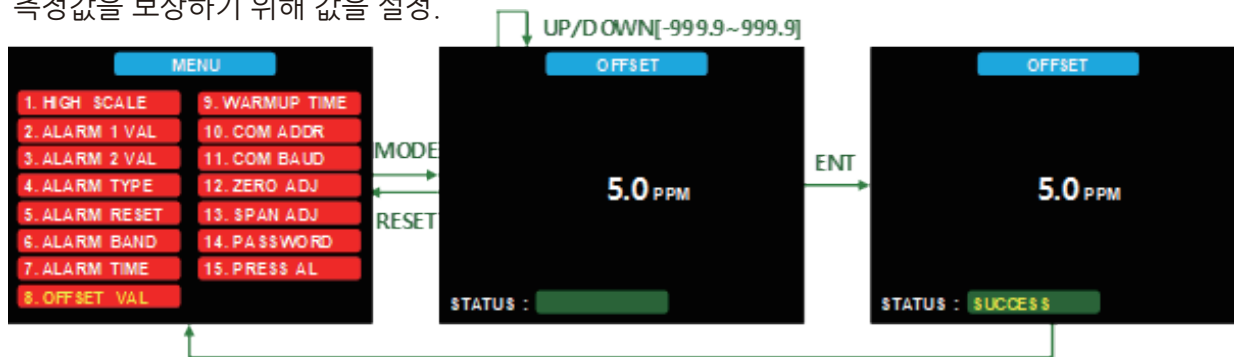 측정값을 보상하기 위해 값을 설정.
UP/DOWN[-999.9~999.9]
MENU
1. HIGH SCALE
2. ALARM 1 VAL
3. ALARM 2 VAL
4. ALARM TYPE
5. ALARM RESET
6. ALARM BAND
7. ALARM TIME
8. OFFSET VAL
9. WARMUP TIME
10. COM ADDR
11. COM BAUD
12. ZERO ADJ
13. SPAN ADJ
14. PASSWORD
15. PRESS AL
MODE
RESET
OFFSET
5.0 PPM
STATUS :
ENT
OFFSET
5.0 PPM
STATUS : SUCCESS